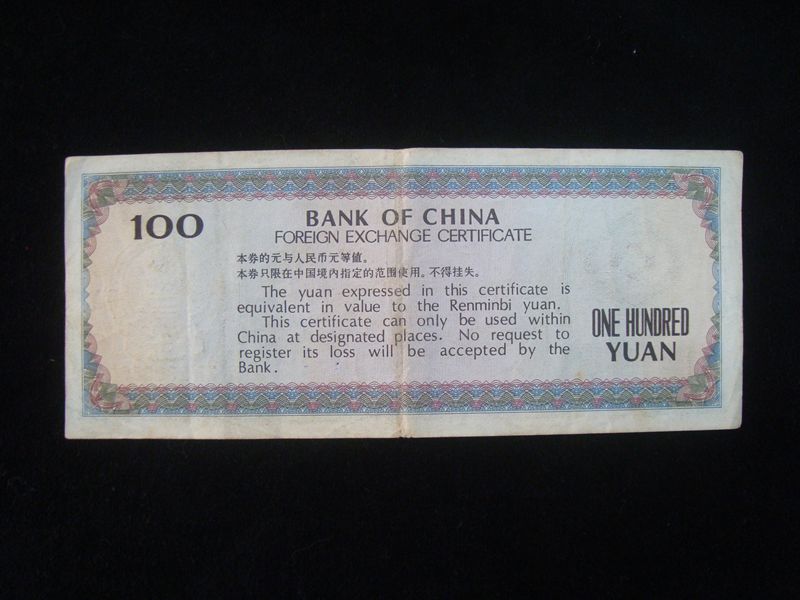 100
BANK OF CHINA
FOREIGN EXCHANGE CERTIFICATE
本券的元与人民币元等值。
本券只限在中国境内指定的范围使用。不得挂失。
The yuan expressed in this certificate is
equivalent in value to the Renminbi yuan.
This certificate can only be used within
China at designated places. No request to
register its loss will be accepted by the
Bank.
ONE HUNDRED
YUAN